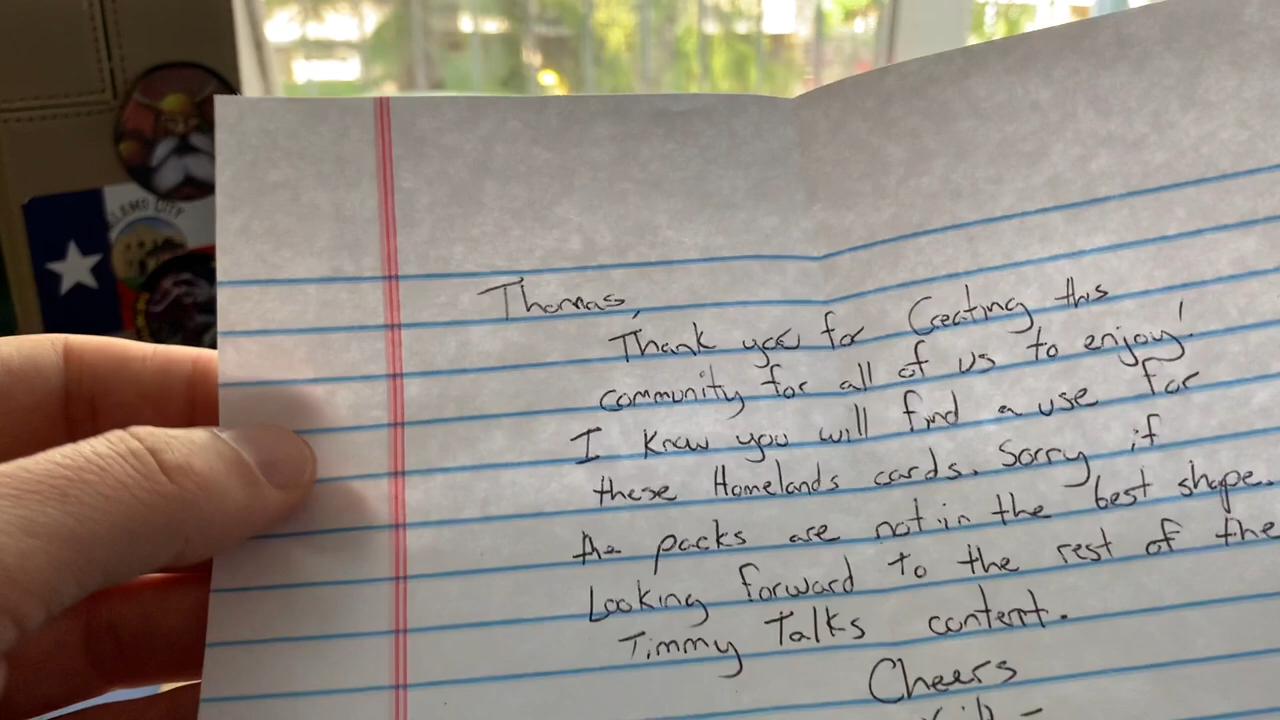 Thomas,
Thank you for Creating this
community for all of us to enjoy!
I know you will find a use for
these Homelands cards. Sorry if
the packs are not in the best shape.
Looking forward to the rest of the
Timmy Talks content.
Cheers
ALAMO CITY